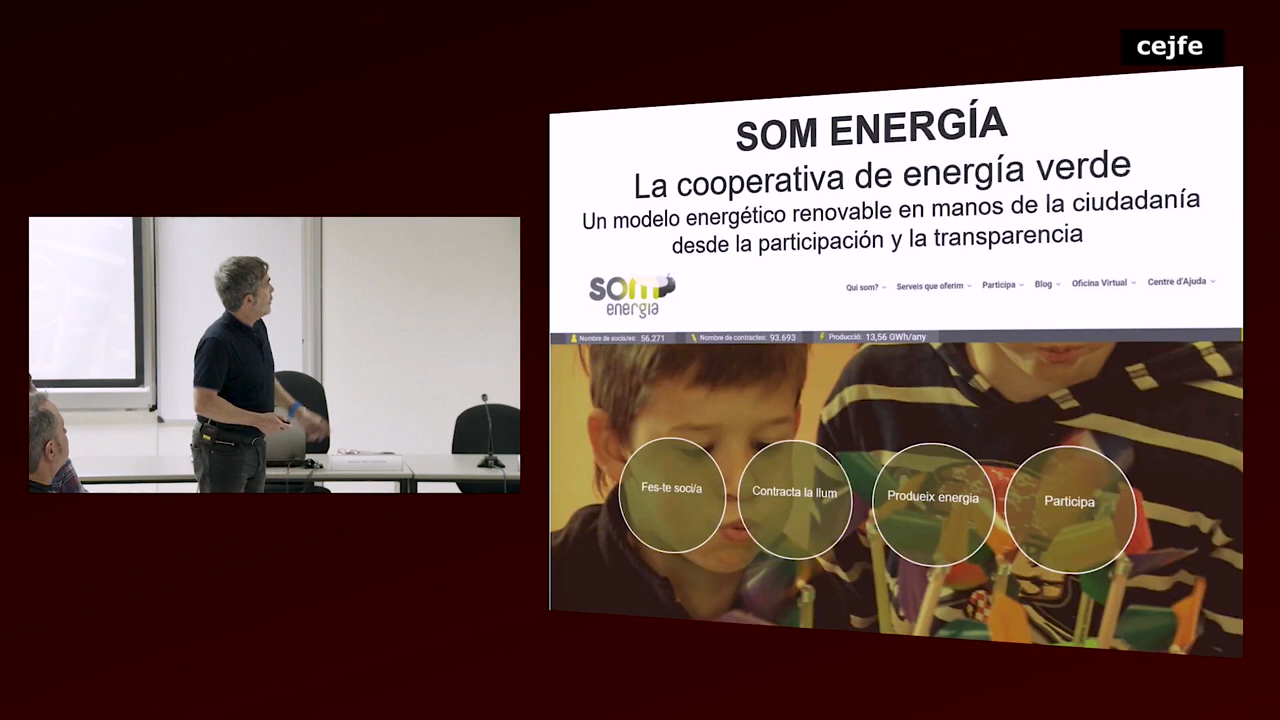 cejfe
SOM ENERGÍA
La cooperativa de energía verde
Un modelo energético renovable en manos de la ciudadanía
desde la participación y la transparencia
som
energia
Qui som? Serveis que oferim Participa Blog Oficina Virtual Centre d'Ajuda
Nombre de socis/es: 56.271 Nombre de contractes: 93.693 Producció: 13,56 GWh/any
Fes-te soci/a Contracta la llum Produeix energia Participa